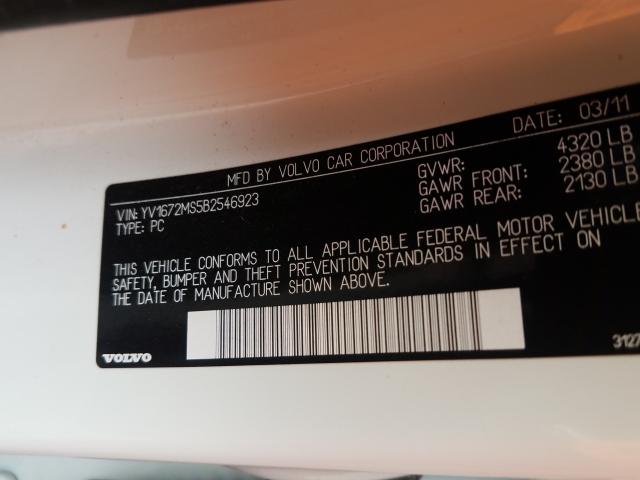 MFD BY VOLVO CAR CORPORATION DATE: 03/11
GVWR: 4320 LB
GAWR FRONT: 2380 LB
GAWR REAR: 2130 LB
VIN: YV1672MS5B2546923
TYPE: PC
THIS VEHICLE CONFORMS TO ALL APPLICABLE FEDERAL MOTOR VEHICLE
SAFETY, BUMPER AND THEFT PREVENTION STANDARDS IN EFFECT ON
THE DATE OF MANUFACTURE SHOWN ABOVE.
VOLVO
3127